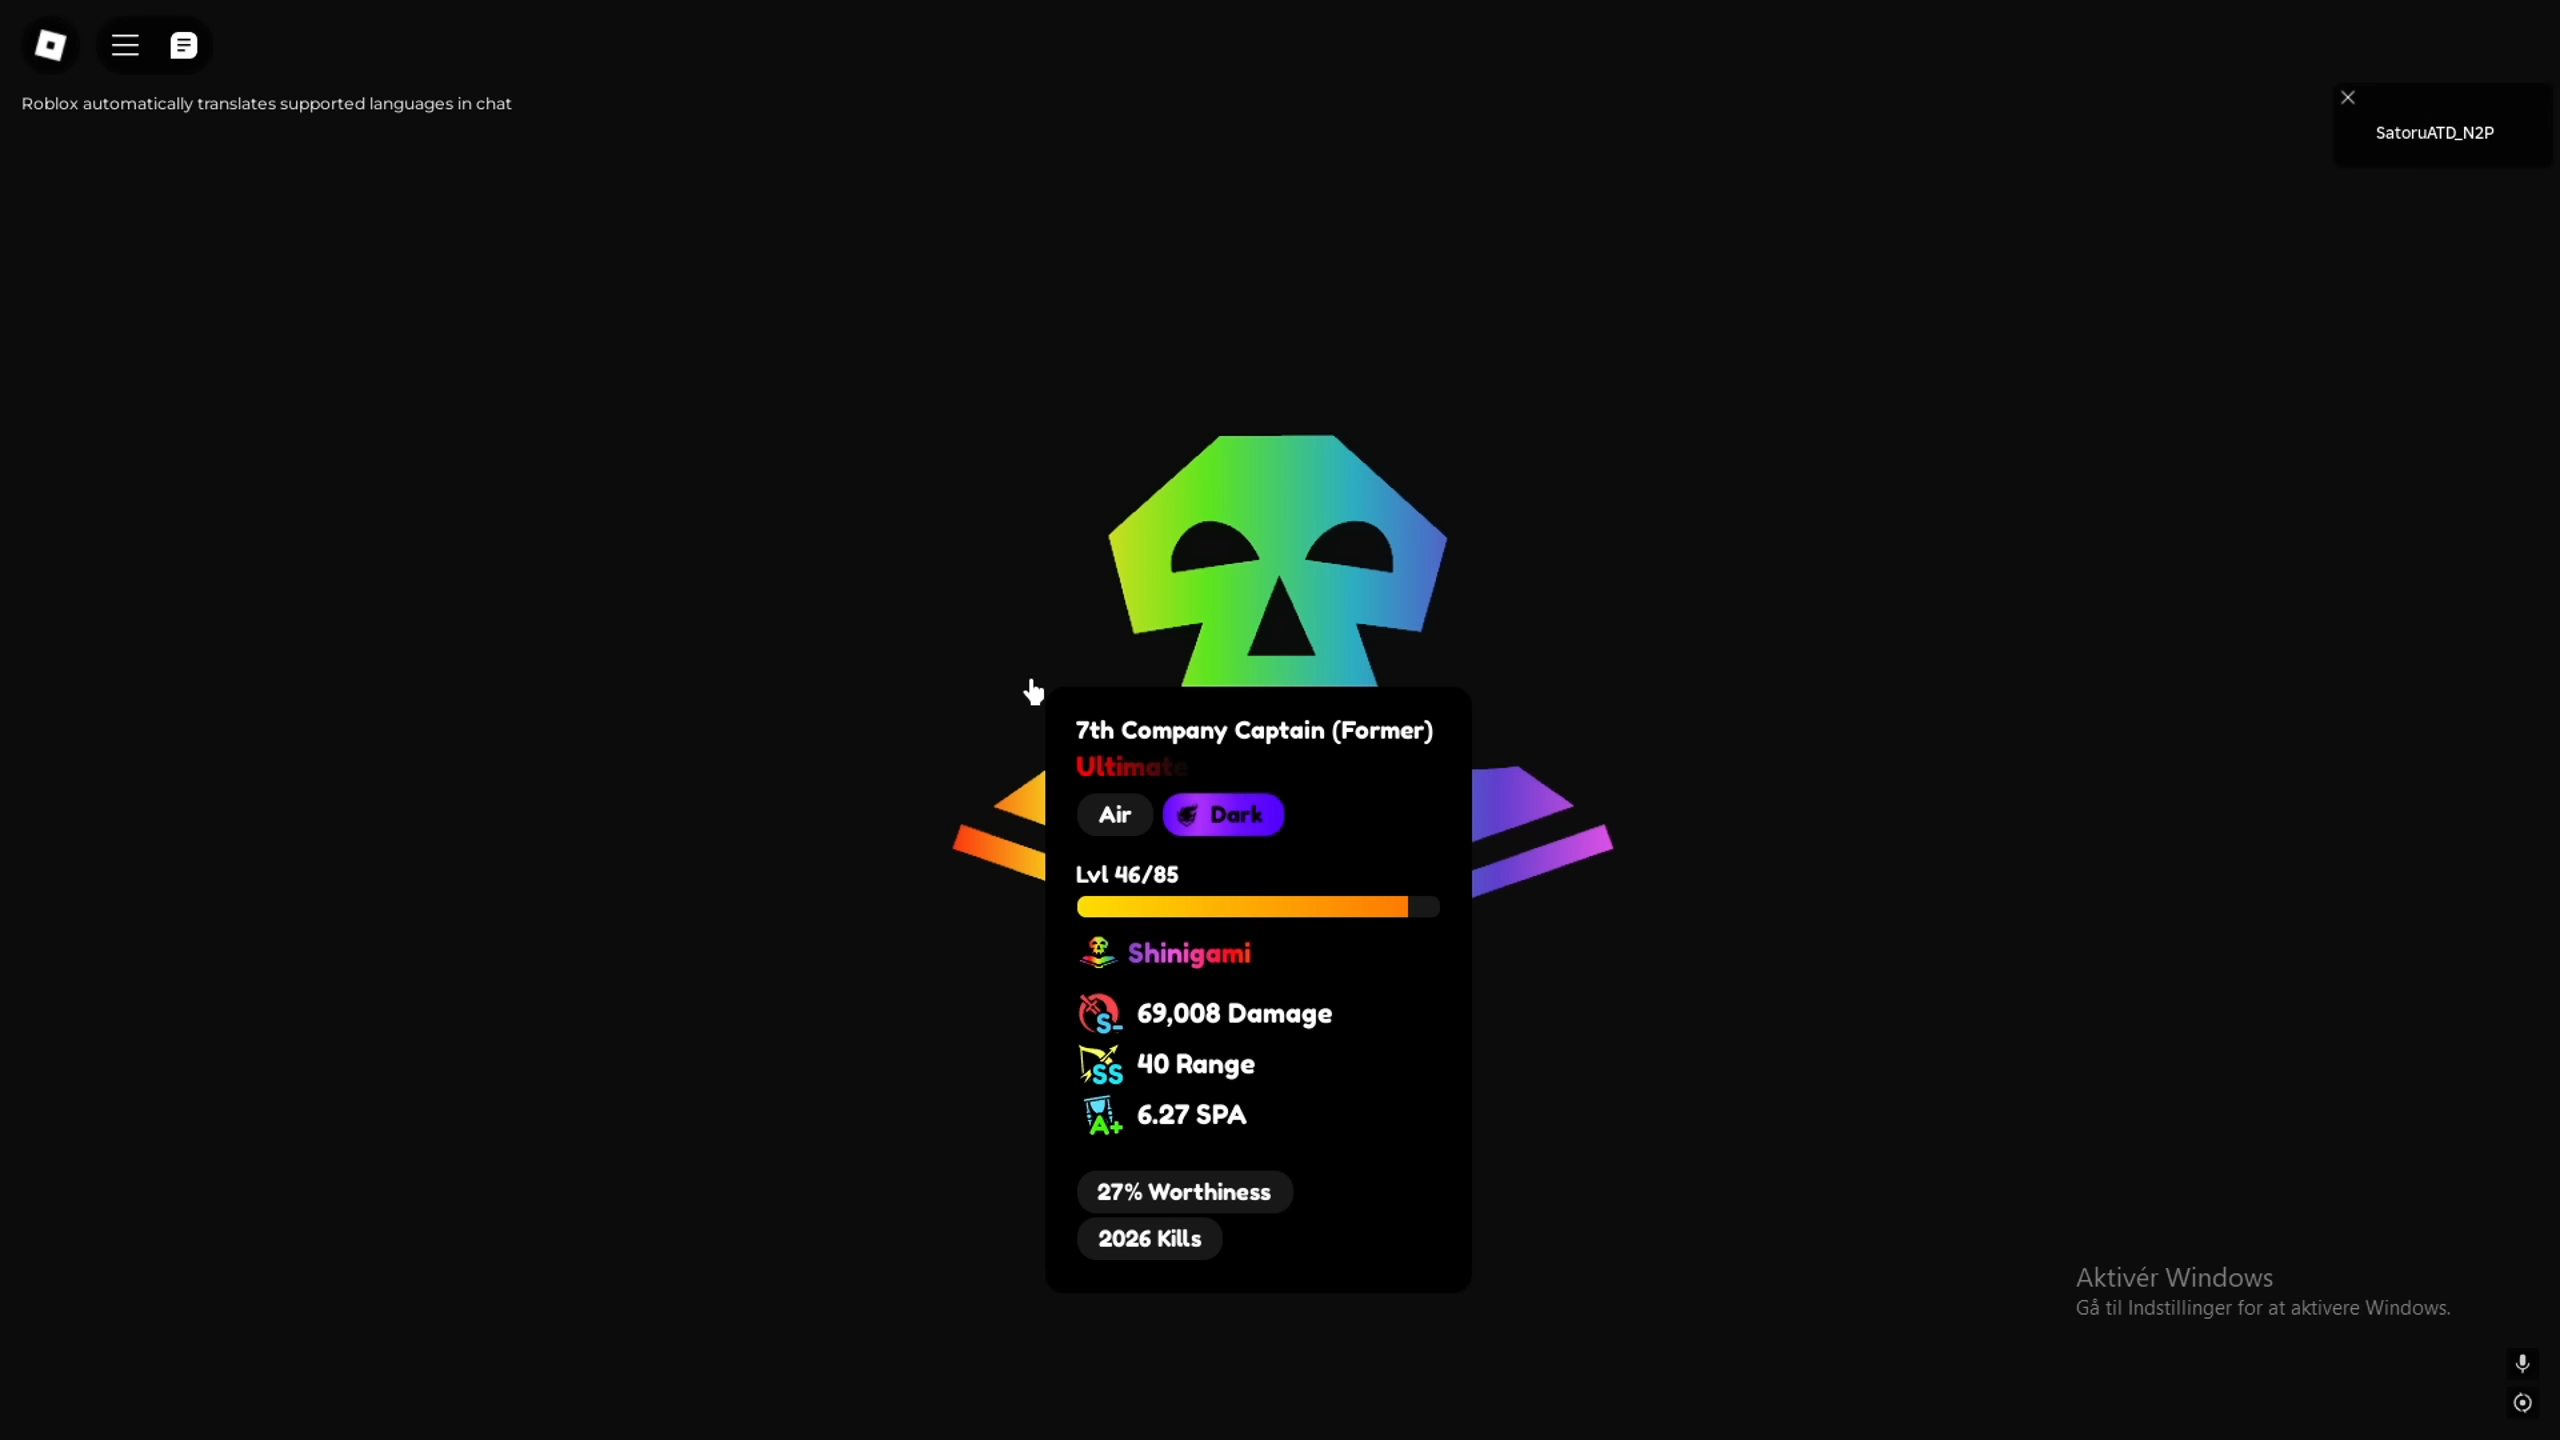 Roblox automatically translates supported languages in chat
SatoruATD_N2P
7th Company Captain (Former)
Ultimate
Air
Dark
Lvl 46/85
Shinigami
S- 69,008 Damage
SS 40 Range
A+ 6.27 SPA
27% Worthiness
2026 Kills
Aktivér Windows
Gå til Indstillinger for at aktivere Windows.